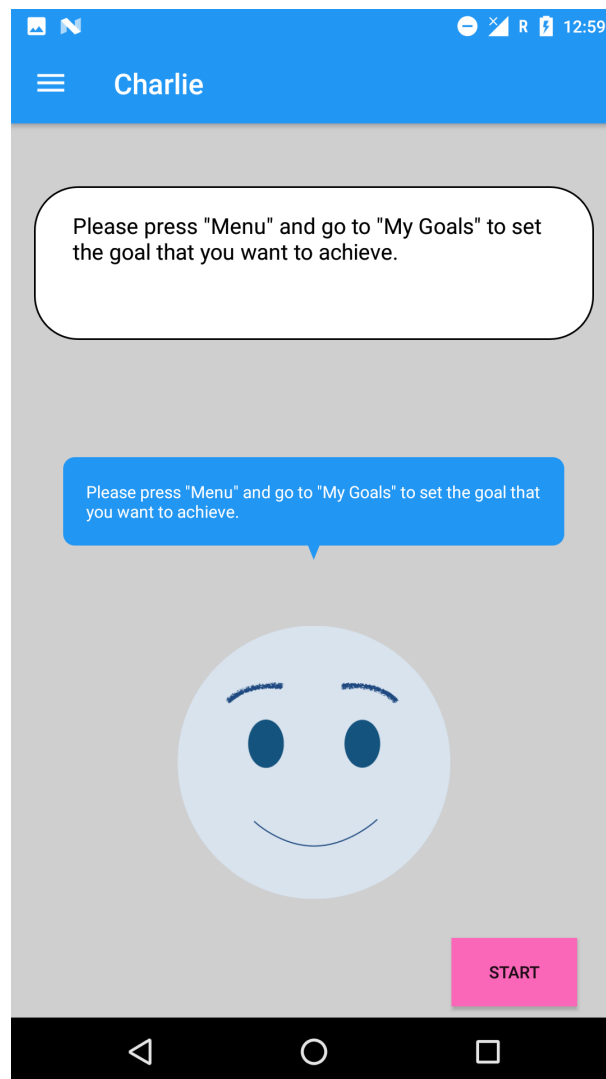 R 12:59
Charlie
Please press "Menu" and go to "My Goals" to set
the goal that you want to achieve.
Please press "Menu" and go to "My Goals" to set the goal that
you want to achieve.
START